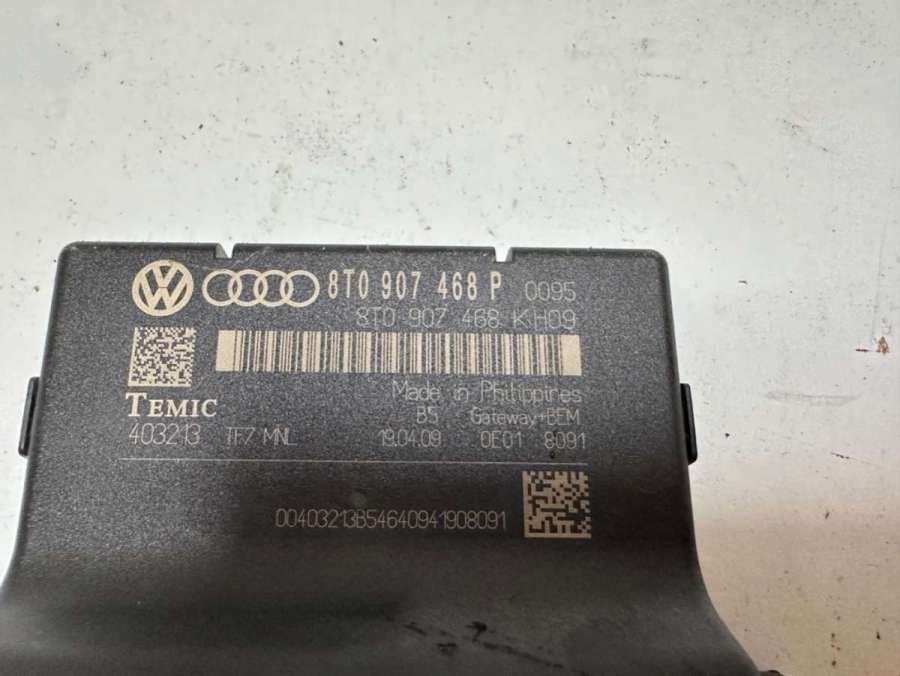 8T0 907 468 P 0095
8T0 907 468 K H09
Made in Philippines
TEMIC B5 Gateway+BEM
403213 TF7 MNL 19.04.09 0E01 8091
00403213B54640941908091